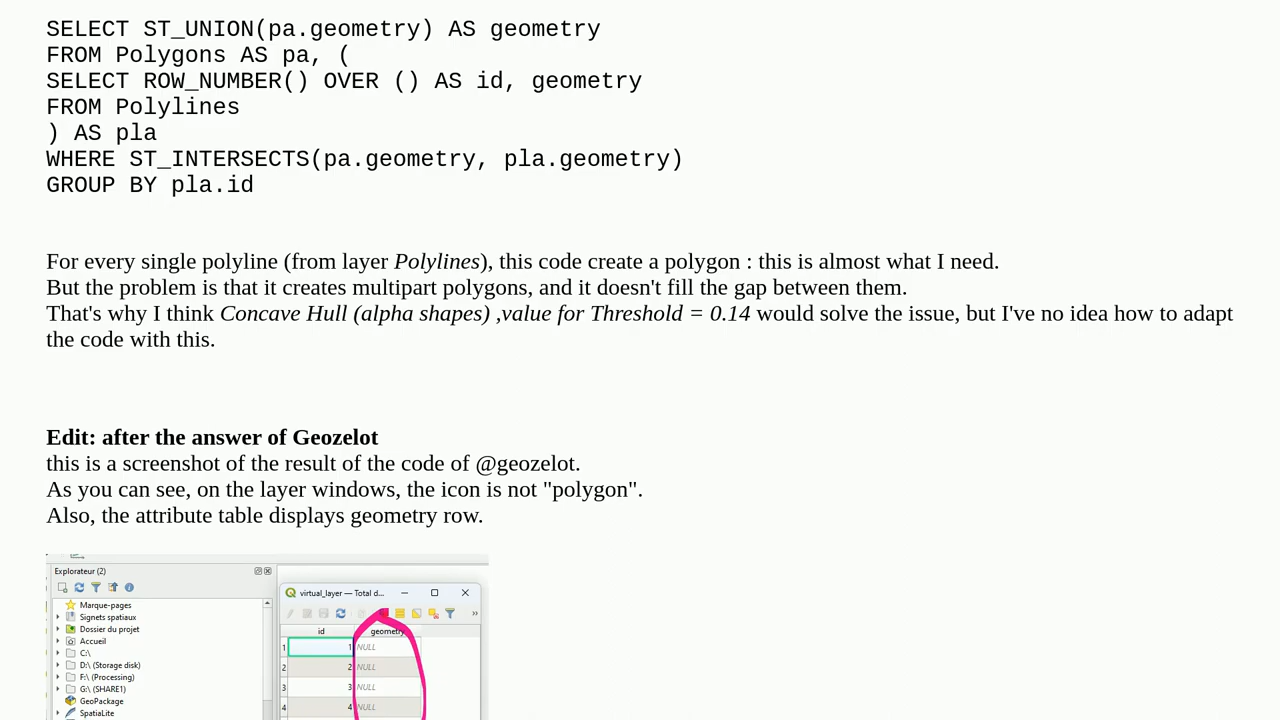 SELECT ST_UNION(pa.geometry) AS geometry
FROM Polygons AS pa, (
SELECT ROW_NUMBER() OVER () AS id, geometry
FROM Polylines
) AS pla
WHERE ST_INTERSECTS(pa.geometry, pla.geometry)
GROUP BY pla.id
For every single polyline (from layer Polylines), this code create a polygon : this is almost what I need.
But the problem is that it creates multipart polygons, and it doesn't fill the gap between them.
That's why I think Concave Hull (alpha shapes) ,value for Threshold = 0.14 would solve the issue, but I've no idea how to adapt
the code with this.
Edit: after the answer of Geozelot
this is a screenshot of the result of the code of @geozelot.
As you can see, on the layer windows, the icon is not "polygon".
Also, the attribute table displays geometry row.
Explorateur (2)
Marque-pages
Signets spatiaux
Dossier du projet
Accueil
C:\
D:\ (Storage disk)
F:\ (Processing)
G:\ (SHARE1)
GeoPackage
SpatiaLite
virtual_layer — Total d...
id geometry
1 1 NULL
2 2 NULL
3 3 NULL
4 4 NULL